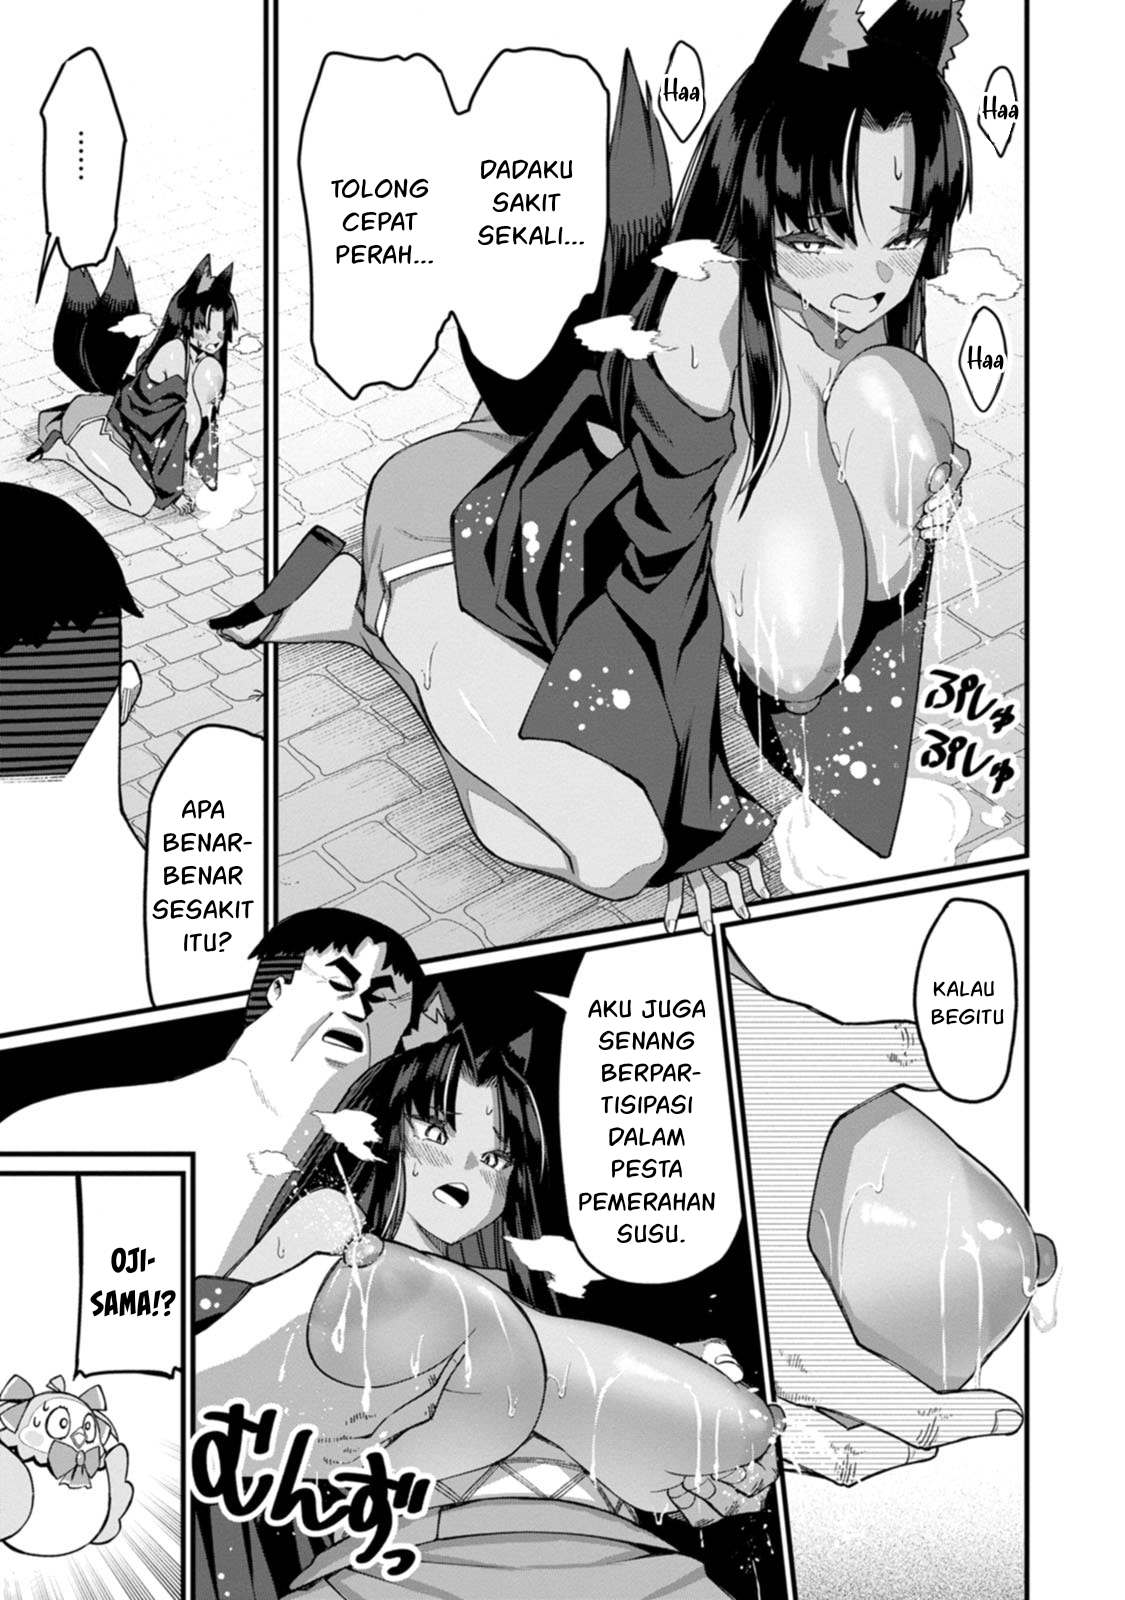 Haa
Haa
Haa
DADAKU
SAKIT
SEKALI...
TOLONG
CEPAT
PERAH...
ぷしゅ
ぷしゅ
........
APA
BENAR-
BENAR
SESAKIT
ITU?
KALAU
BEGITU
AKU JUGA
SENANG
BERPAR-
TISIPASI
DALAM
PESTA
PEMERAHAN
SUSU.
むんずっ
OJI-
SAMA!?